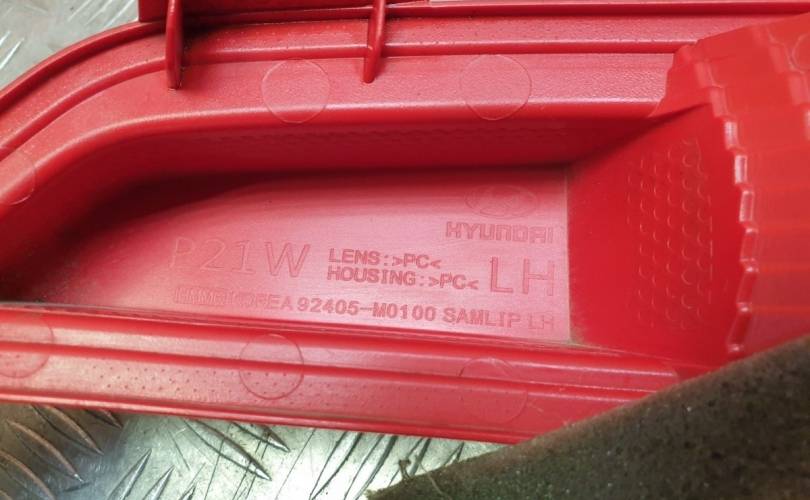 HYUNDAI
P21W
LENS:>PC<
HOUSING:>PC<
LH
KOREA 92405-M0100 SAMLIP LH